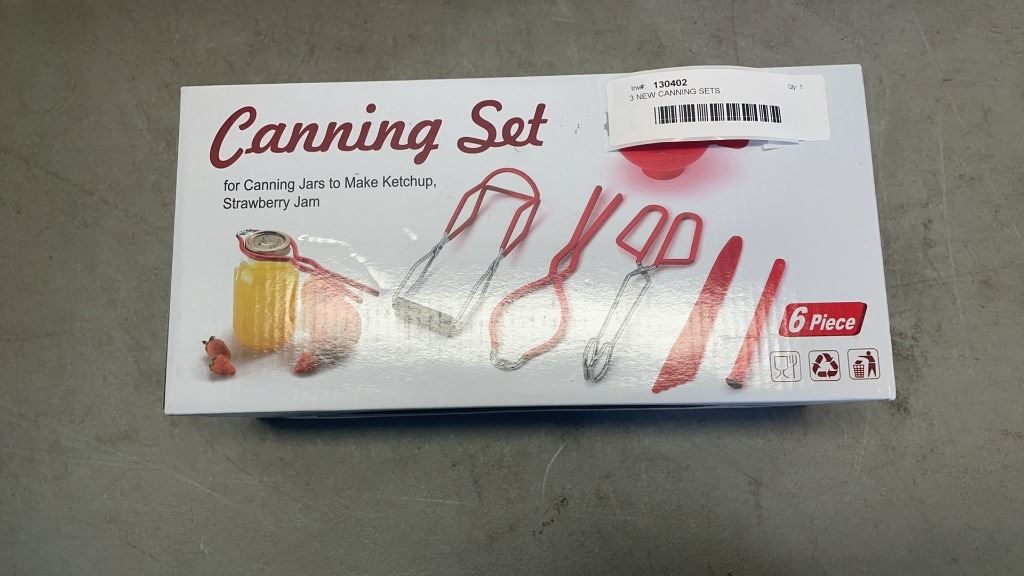 Inv#: 130402
Qty: 1
3 NEW CANNING SETS
Canning Set
for Canning Jars to Make Ketchup,
Strawberry Jam
6 Piece